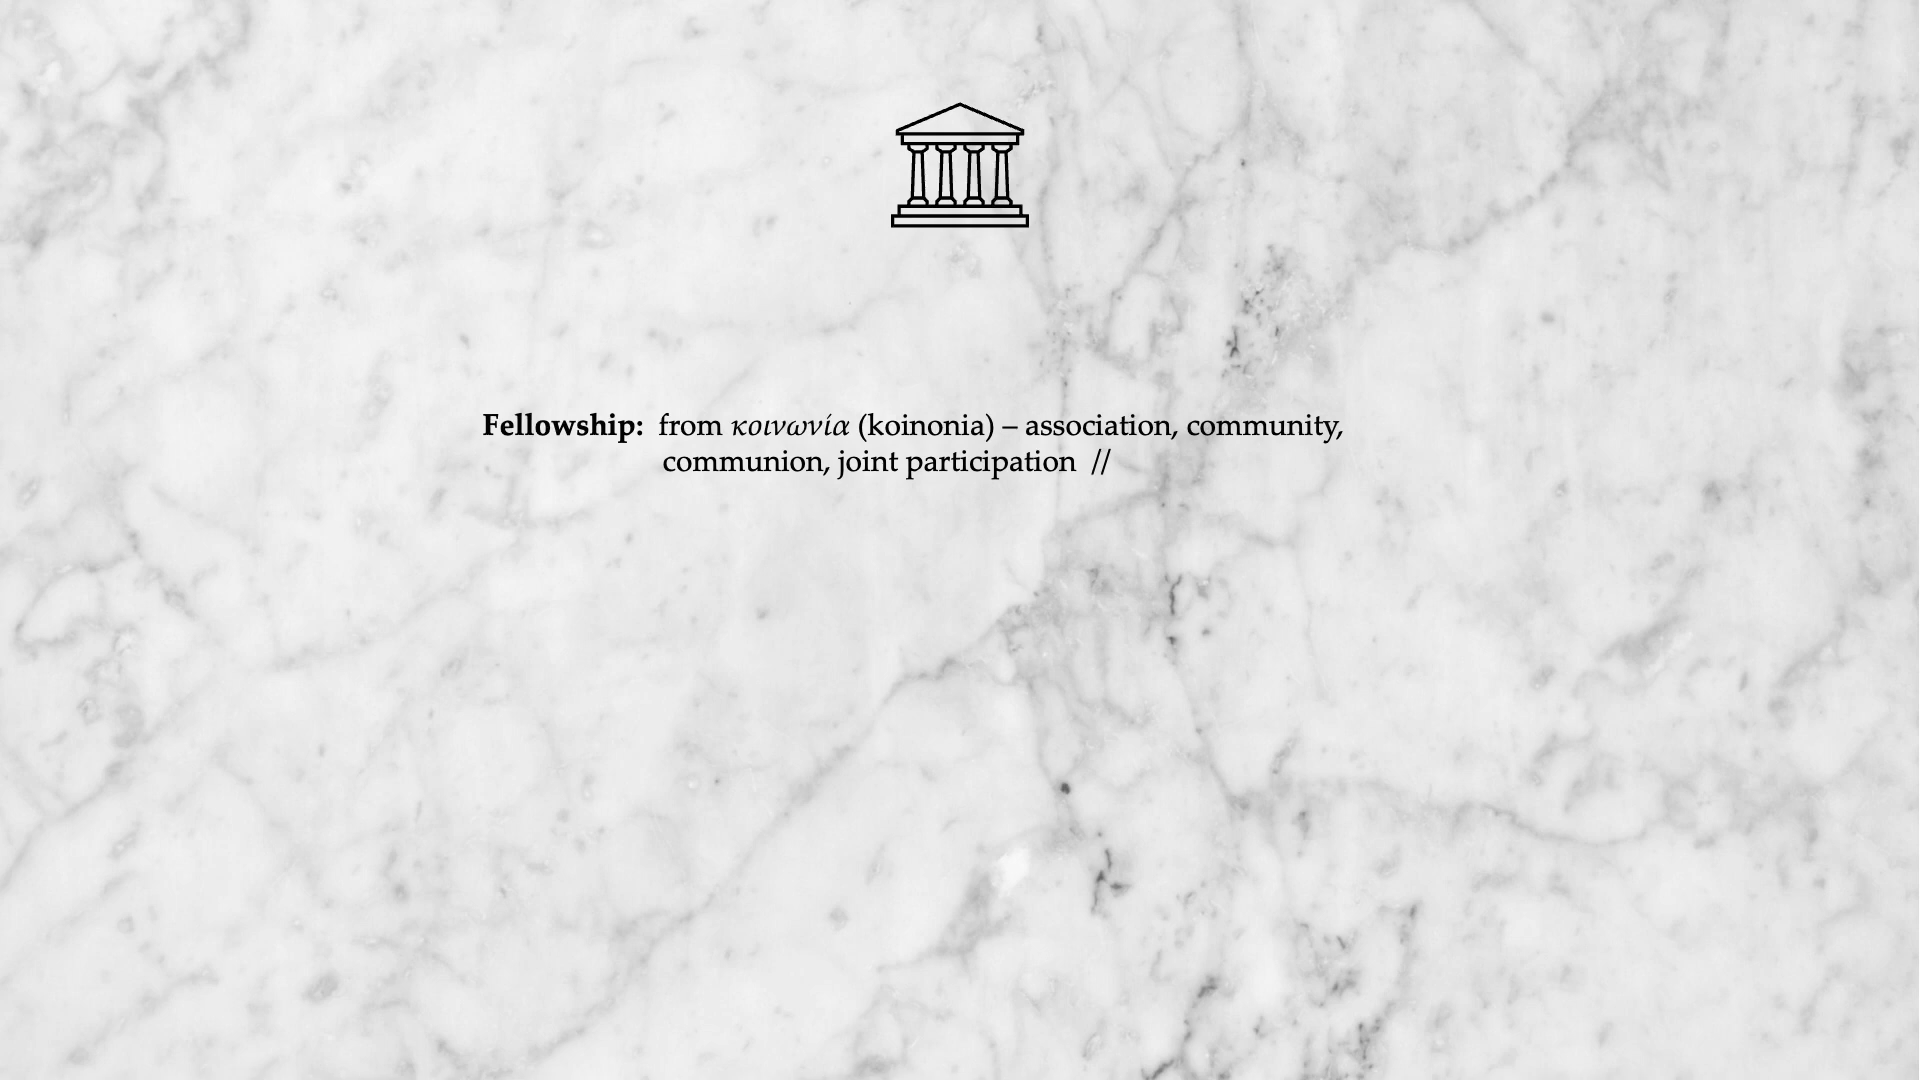 Fellowship: from κοινωνία (koinonia) – association, community,
communion, joint participation //